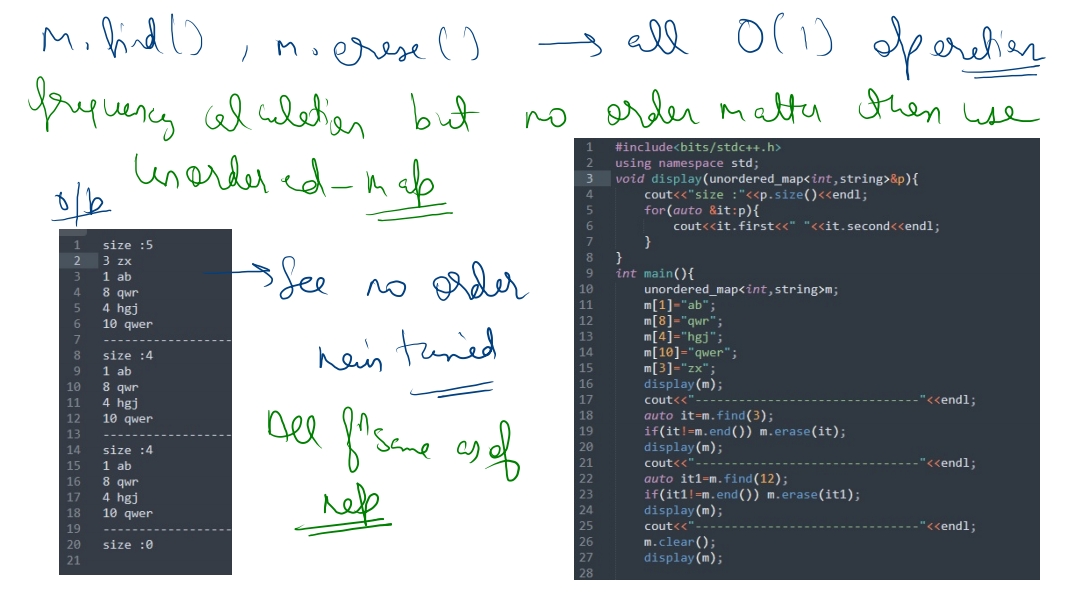 m.find() , m.erese() → all O(1) operation
frequency calculation but no order matter then use
Unordered-map
o/p
1 size :5
2 3 zx
3 1 ab
4 8 qwr
5 4 hgj
6 10 qwer
7 ------------------
8 size :4
9 1 ab
10 8 qwr
11 4 hgj
12 10 qwer
13 ------------------
14 size :4
15 1 ab
16 8 qwr
17 4 hgj
18 10 qwer
19 ------------------
20 size :0
21
→ See no order
maintained
All fn same as of
map
1 #include<bits/stdc++.h>
2 using namespace std;
3 void display(unordered_map<int,string>&p){
4 cout<<"size :"<<p.size()<<endl;
5 for(auto &it:p){
6 cout<<it.first<<" "<<it.second<<endl;
7 }
8 }
9 int main(){
10 unordered_map<int,string>m;
11 m[1]="ab";
12 m[8]="qwr";
13 m[4]="hgj";
14 m[10]="qwer";
15 m[3]="zx";
16 display(m);
17 cout<<"-------------------------------"<<endl;
18 auto it=m.find(3);
19 if(it!=m.end()) m.erase(it);
20 display(m);
21 cout<<"-------------------------------"<<endl;
22 auto it1=m.find(12);
23 if(it1!=m.end()) m.erase(it1);
24 display(m);
25 cout<<"-------------------------------"<<endl;
26 m.clear();
27 display(m);
28